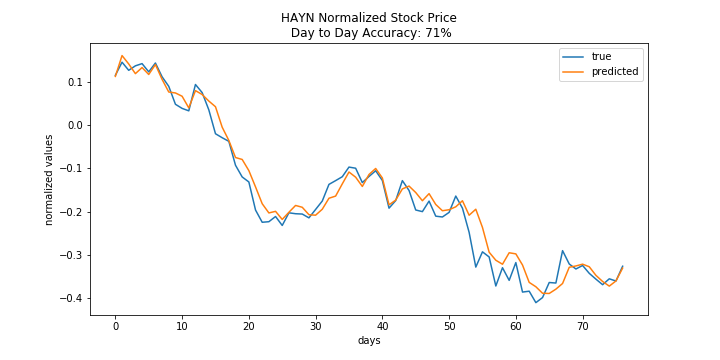 HAYN Normalized Stock Price
Day to Day Accuracy: 71%
true
predicted
normalized values
0.1
0.0
−0.1
−0.2
−0.3
−0.4
0 10 20 30 40 50 60 70
days